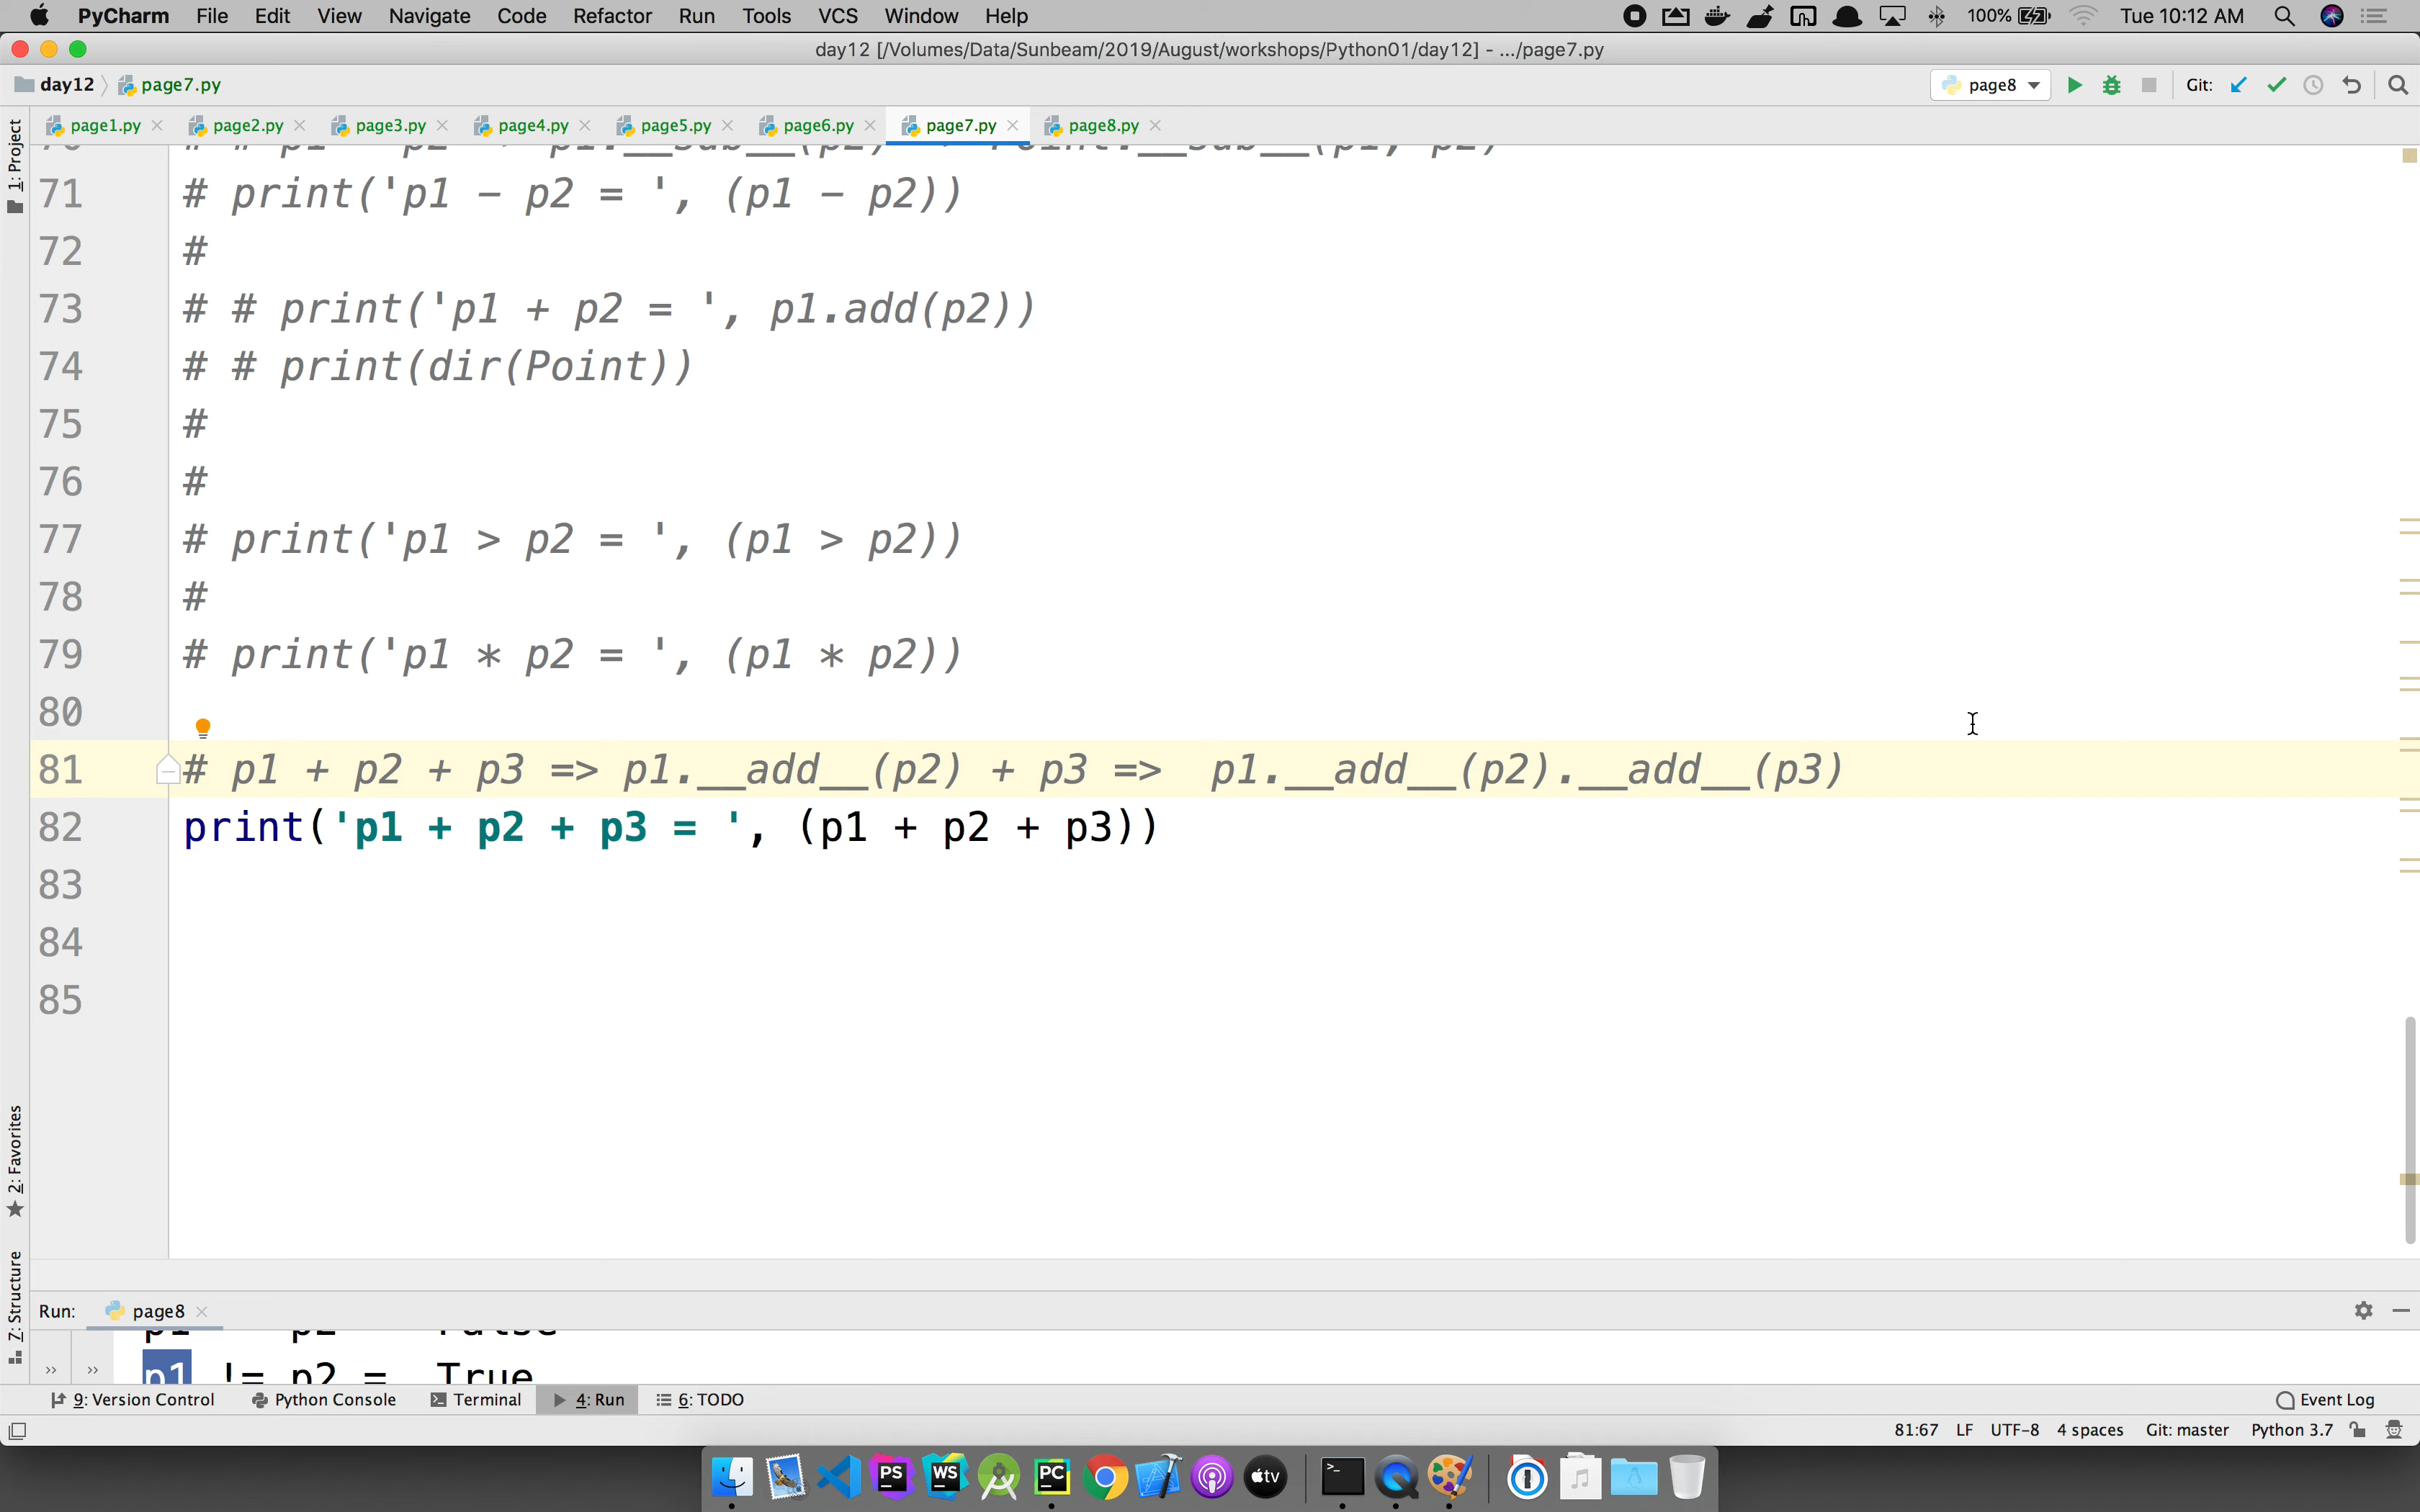 PyCharm File Edit View Navigate Code Refactor Run Tools VCS Window Help 100% Tue 10:12 AM
day12 [/Volumes/Data/Sunbeam/2019/August/workshops/Python01/day12] - .../page7.py
day12 page7.py page8 Git:
page1.py page2.py page3.py page4.py page5.py page6.py page7.py page8.py
1: Project
71 # print('p1 - p2 = ', (p1 - p2))
72 #
73 # # print('p1 + p2 = ', p1.add(p2))
74 # # print(dir(Point))
75 #
76 #
77 # print('p1 > p2 = ', (p1 > p2))
78 #
79 # print('p1 * p2 = ', (p1 * p2))
80
81 # p1 + p2 + p3 => p1.__add__(p2) + p3 =>  p1.__add__(p2).__add__(p3)
82 print('p1 + p2 + p3 = ', (p1 + p2 + p3))
83
84
85
2: Favorites
7: Structure
Run: page8
p1 != p2 =  True
9: Version Control Python Console Terminal 4: Run 6: TODO Event Log
81:67 LF UTF-8 4 spaces Git: master Python 3.7
PS WS PC tv